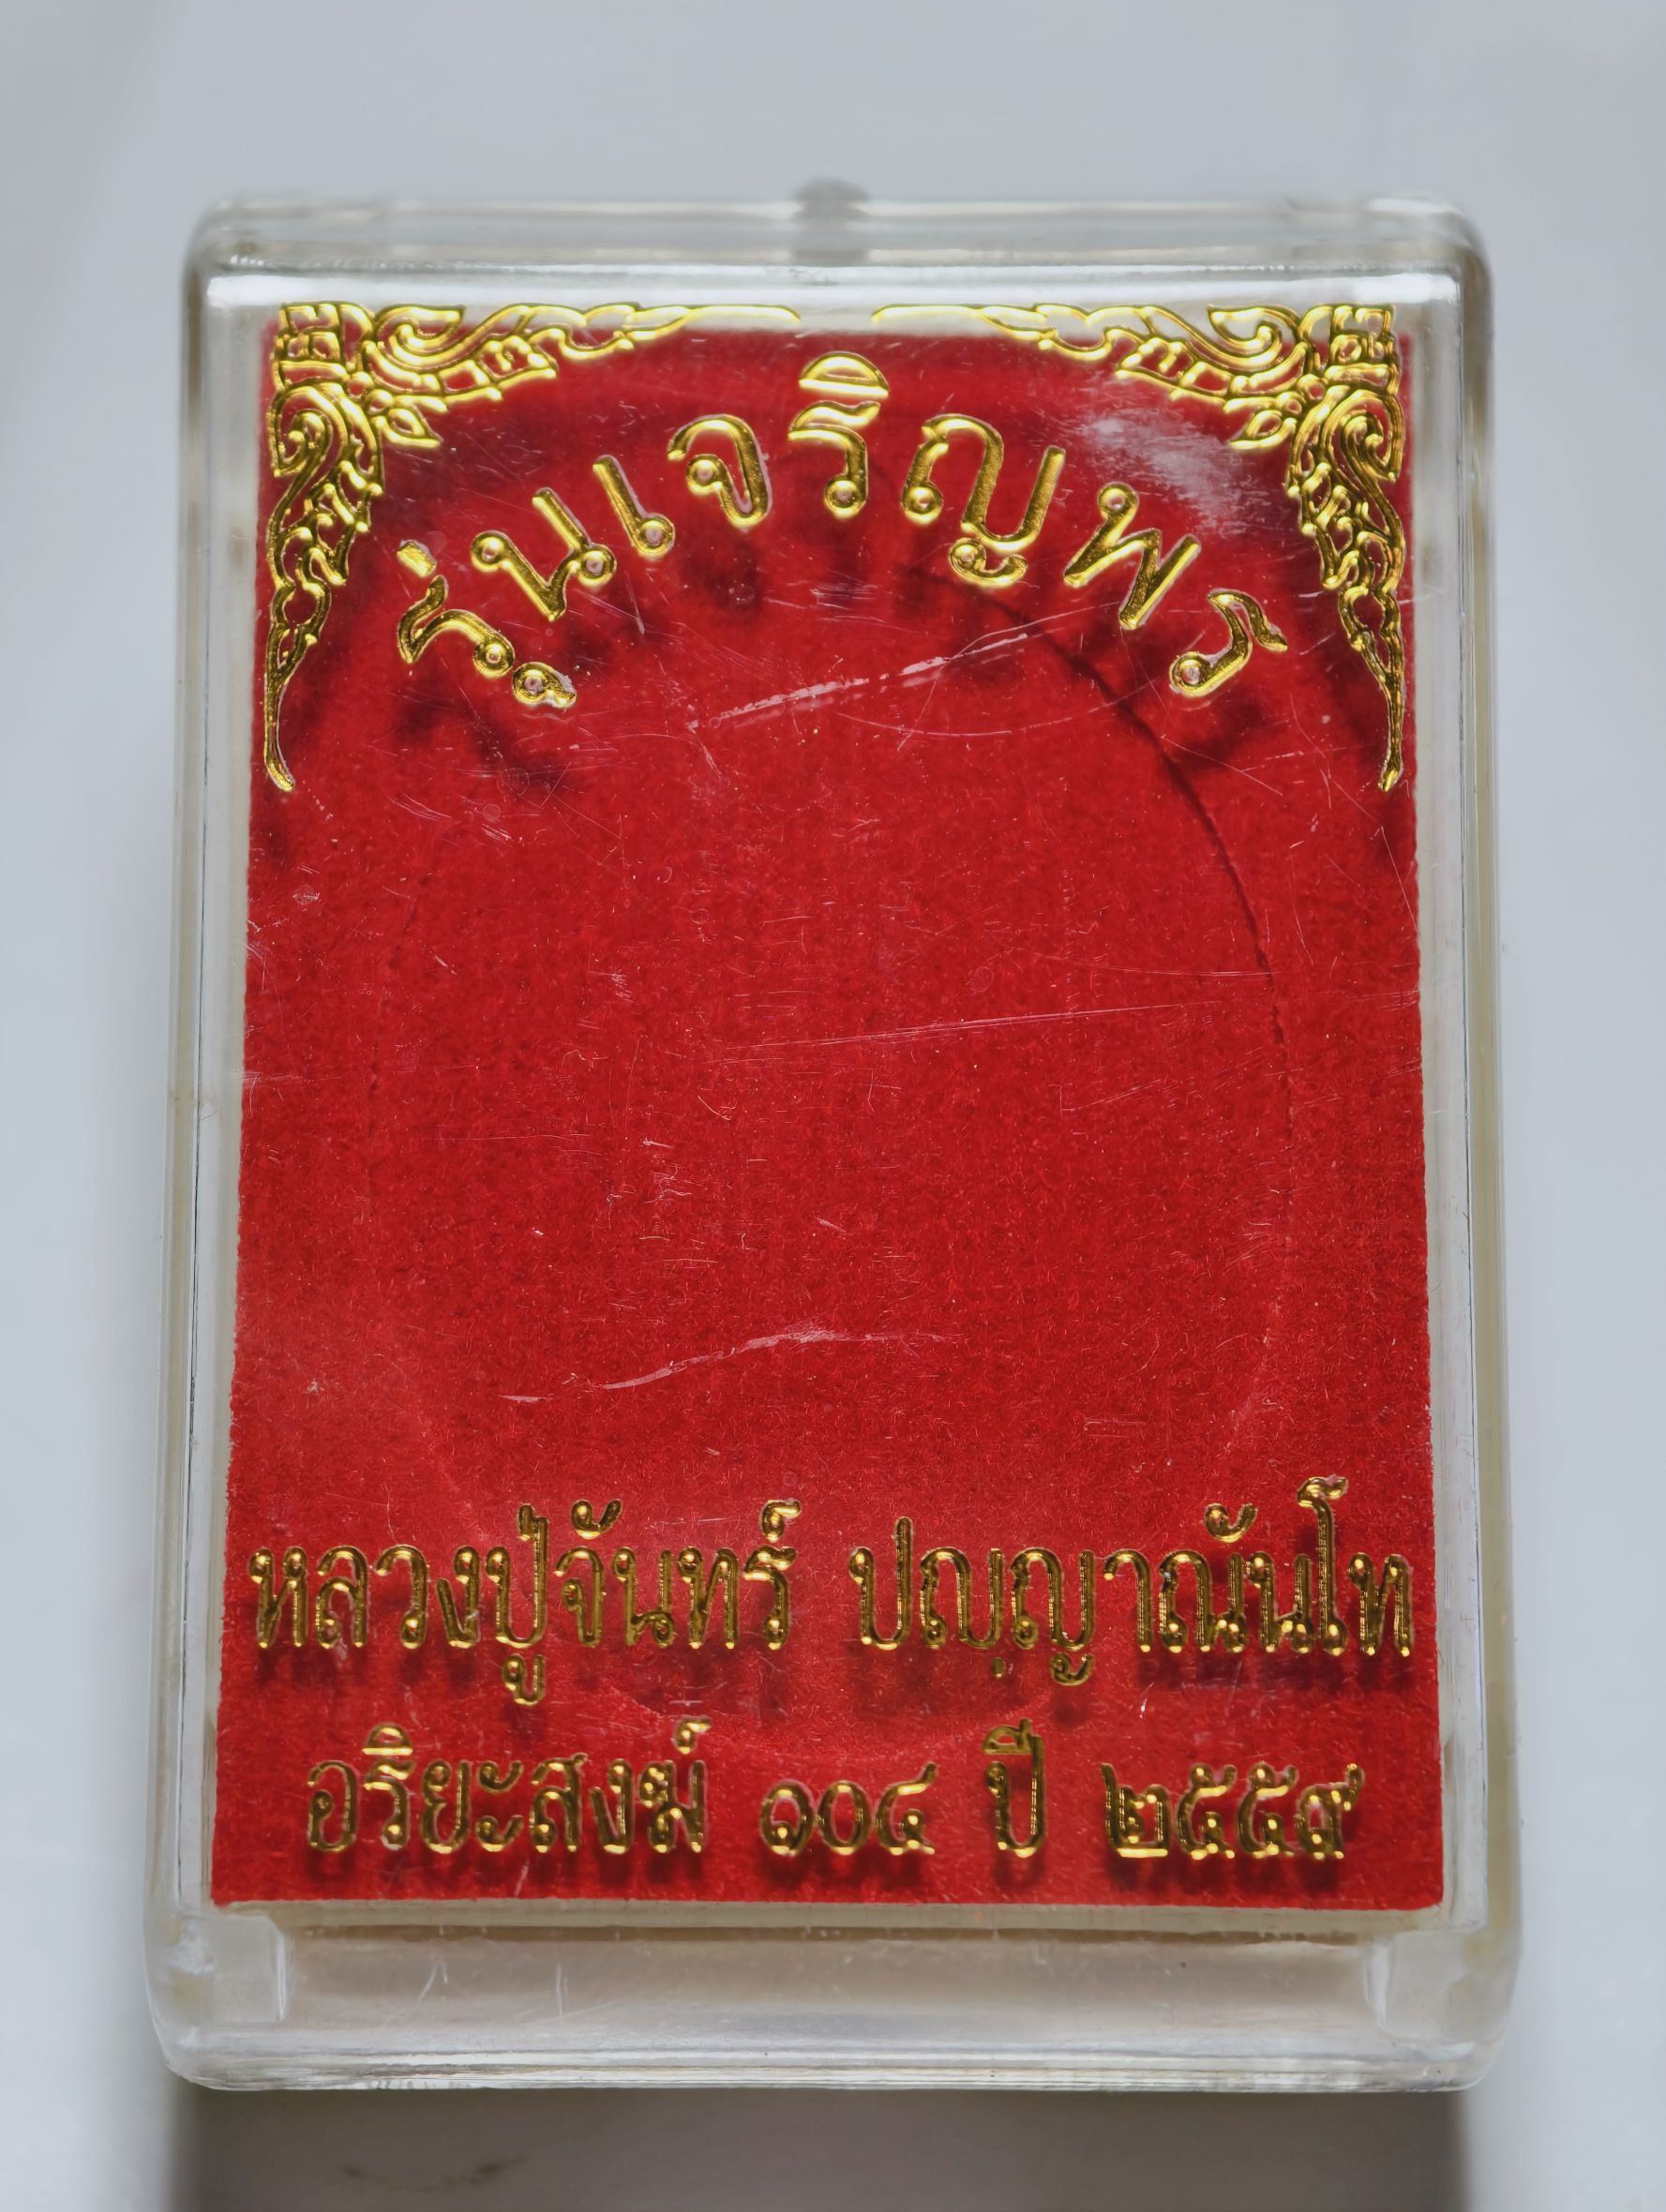 รุ่นเจริญพร
หลวงปู่จันทร์ ปญฺญาณันโท
อริยะสงฆ์ ๑๐๔ ปี ๒๕๕๙